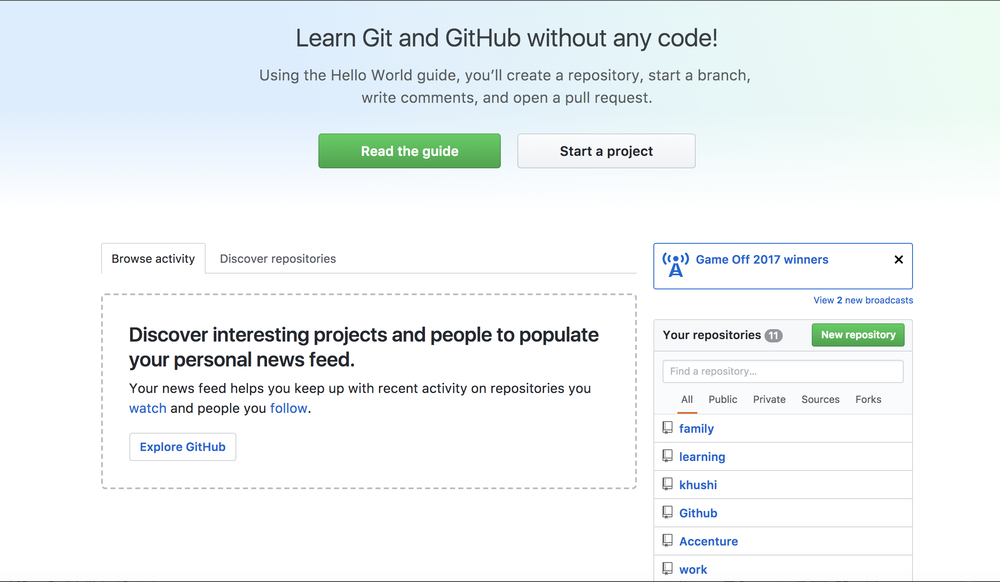 Learn Git and GitHub without any code!
Using the Hello World guide, you’ll create a repository, start a branch,
write comments, and open a pull request.
Read the guide
Start a project
Browse activity
Discover repositories
Discover interesting projects and people to populate
your personal news feed.
Your news feed helps you keep up with recent activity on repositories you
watch and people you follow.
Explore GitHub
Game Off 2017 winners
View 2 new broadcasts
Your repositories 11
New repository
Find a repository...
All Public Private Sources Forks
family
learning
khushi
Github
Accenture
work